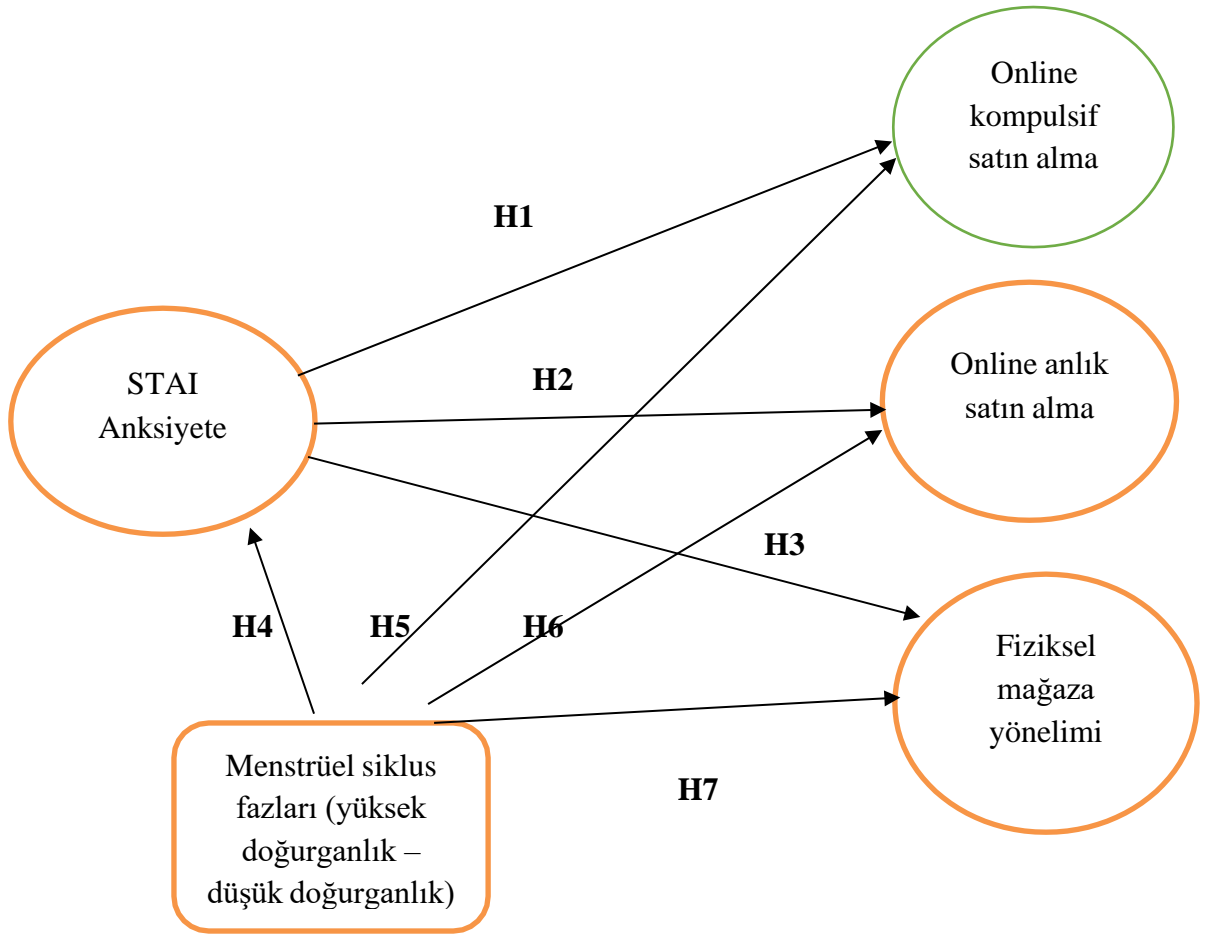 Online
kompulsif
satın alma
H1
STAI
Anksiyete
H2
Online anlık
satın alma
H3
H4
H5
H6
Fiziksel
mağaza
yönelimi
Menstrüel siklus
fazları (yüksek
doğurganlık –
düşük doğurganlık)
H7